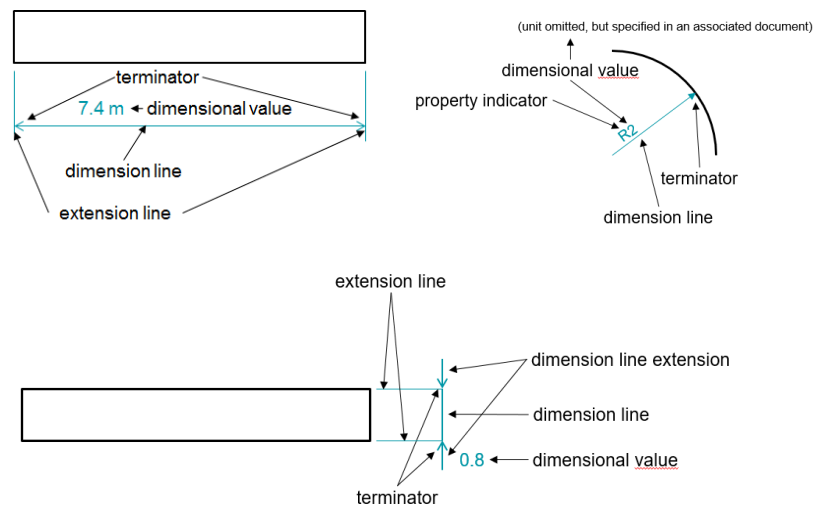 (unit omitted, but specified in an associated document)
terminator
dimensional value
7.4 m
dimensional value
property indicator
R2
dimension line
terminator
extension line
dimension line
extension line
dimension line extension
dimension line
0.8
dimensional value
terminator